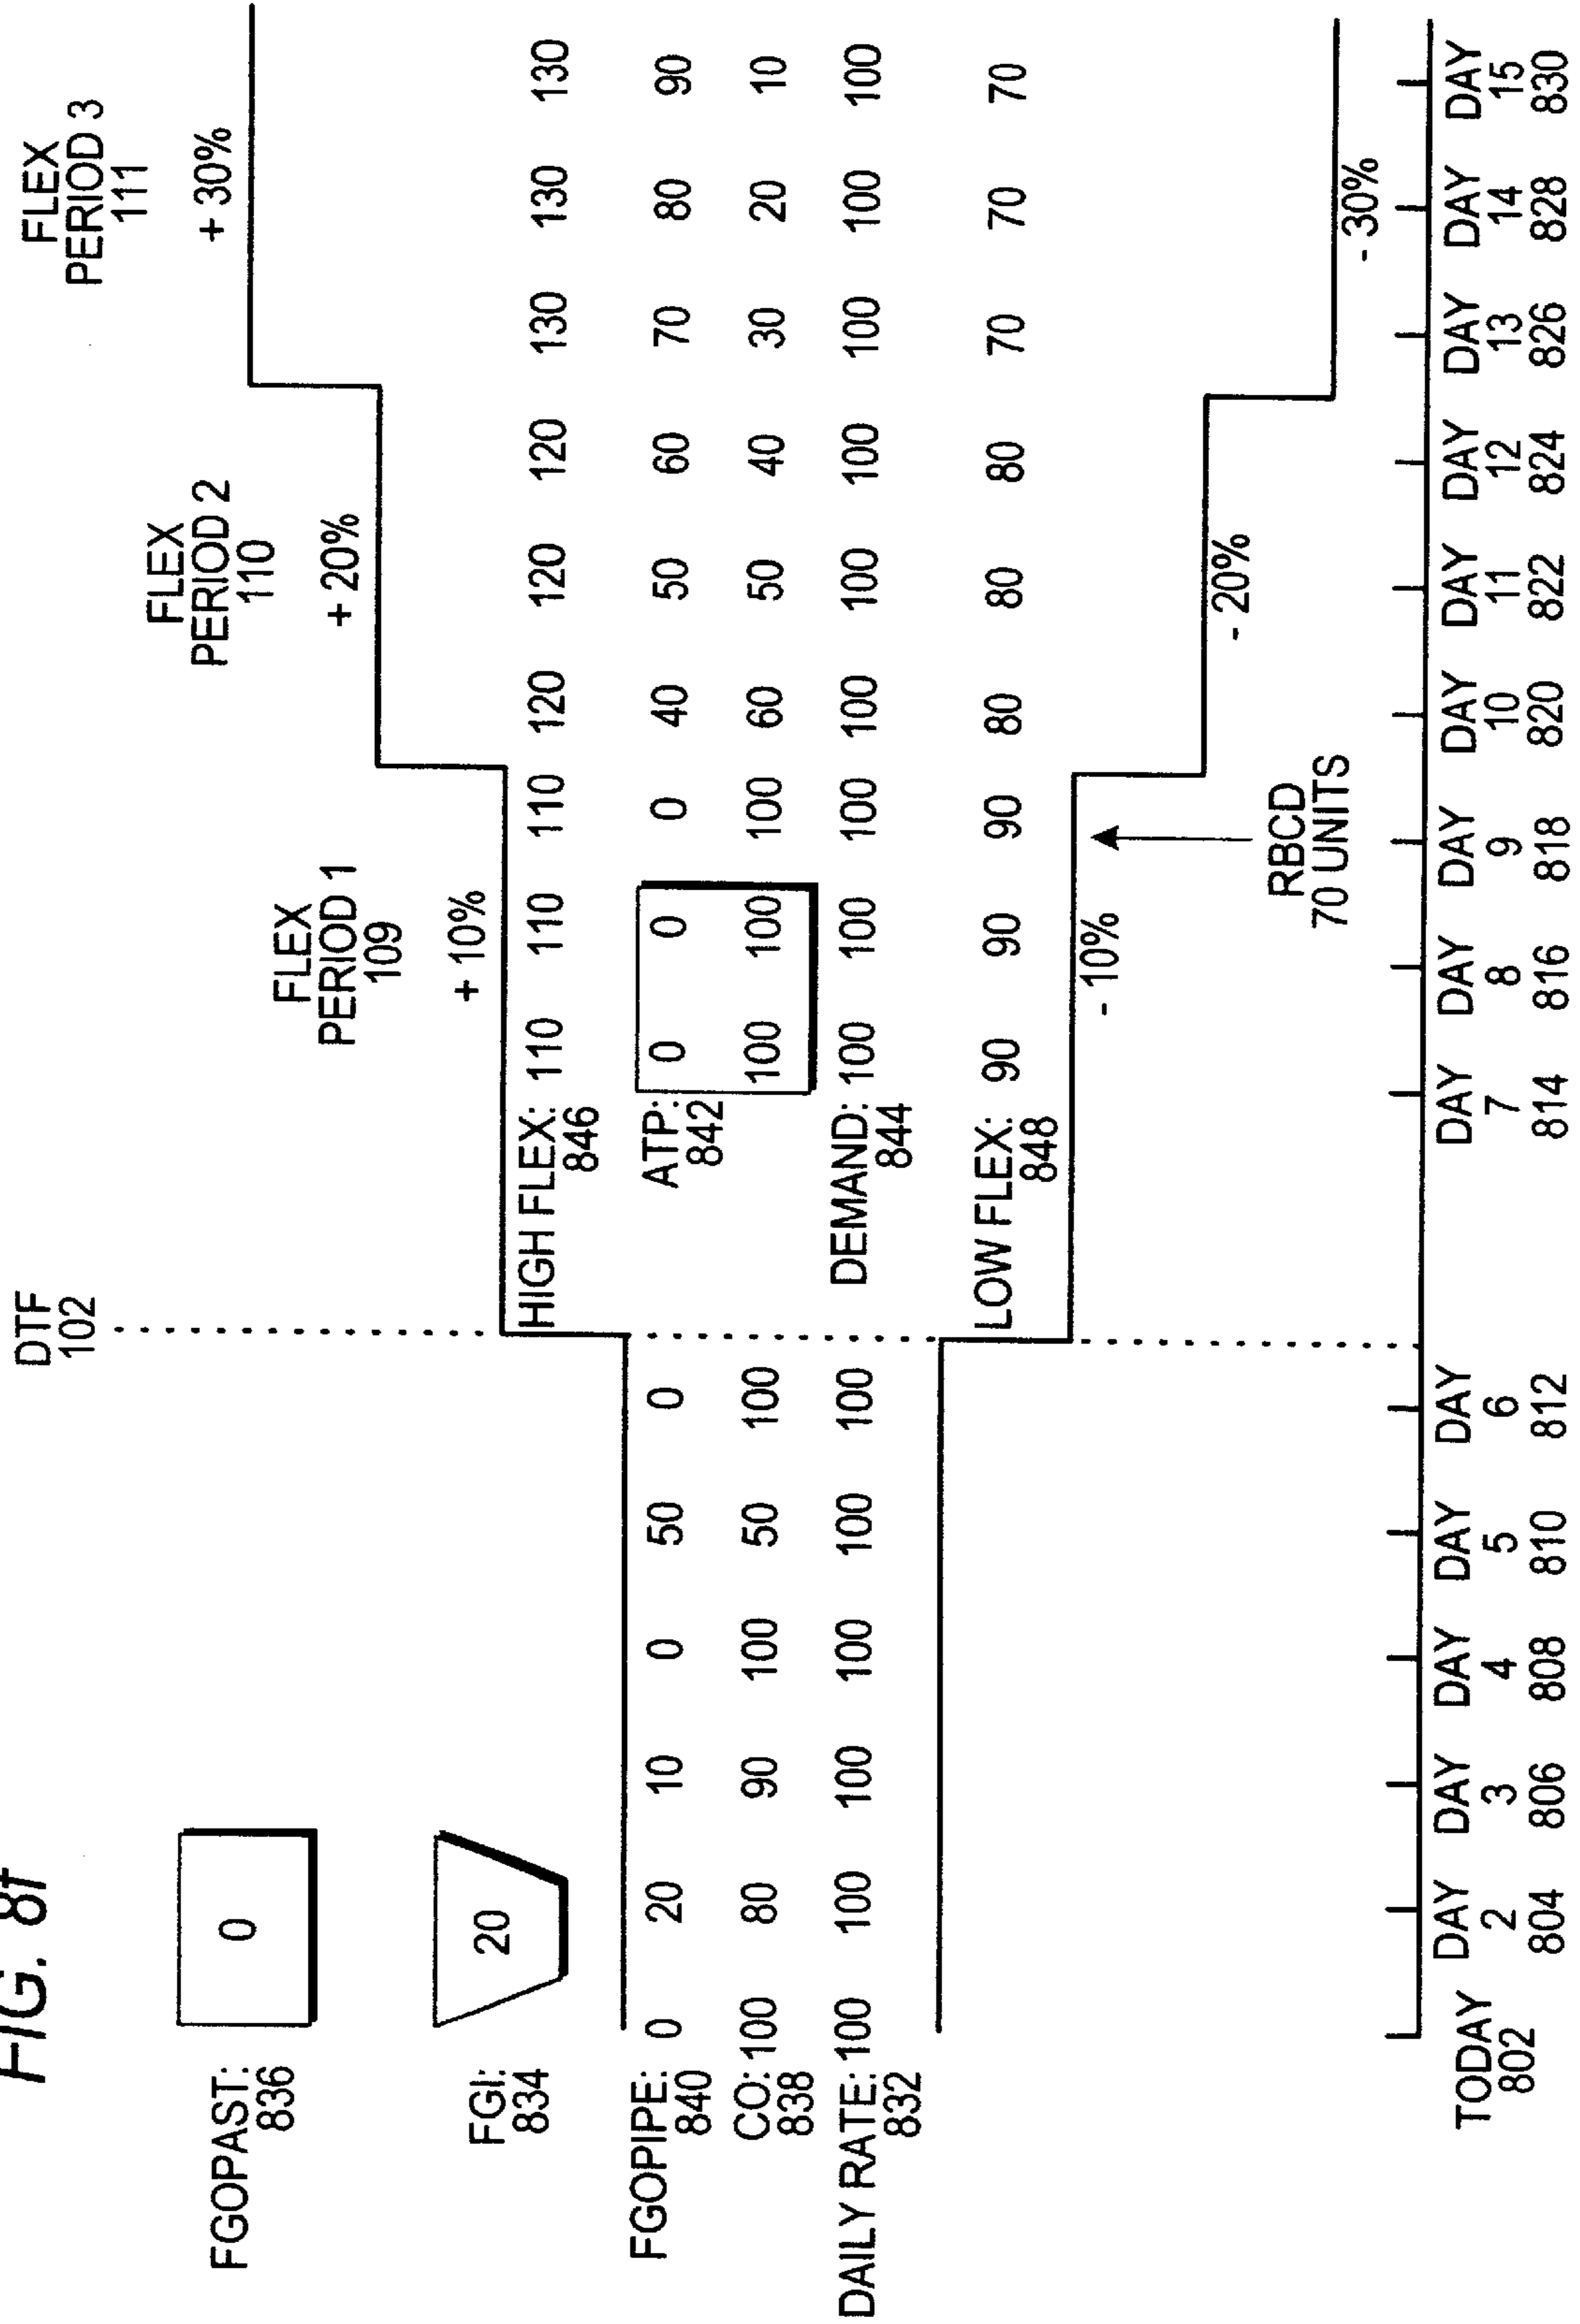 FIG. 8f
DTF
102
FLEX
PERIOD 3
111
+ 30%
FLEX
PERIOD 2
110
+ 20%
FLEX
PERIOD 1
109
+ 10%
FGOPAST:
836
0
FGI:
834
20
HIGH FLEX: 110 110 110 120 120 120 130 130 130
846
FGOPIPE: 0 20 10 0 50 0
840
ATP: 0 0 0 40 50 60 70 80 90
842
CO: 100 80 90 100 50 100 100 100 100 60 50 40 30 20 10
838
DAILY RATE: 100 100 100 100 100 100
832
DEMAND: 100 100 100 100 100 100 100 100 100
844
LOW FLEX: 90 90 90 80 80 80 70 70 70
848
- 10%
- 20%
- 30%
RBCD
70 UNITS
TODAY
802
DAY
2
804
DAY
3
806
DAY
4
808
DAY
5
810
DAY
6
812
DAY
7
814
DAY
8
816
DAY
9
818
DAY
10
820
DAY
11
822
DAY
12
824
DAY
13
826
DAY
14
828
DAY
15
830